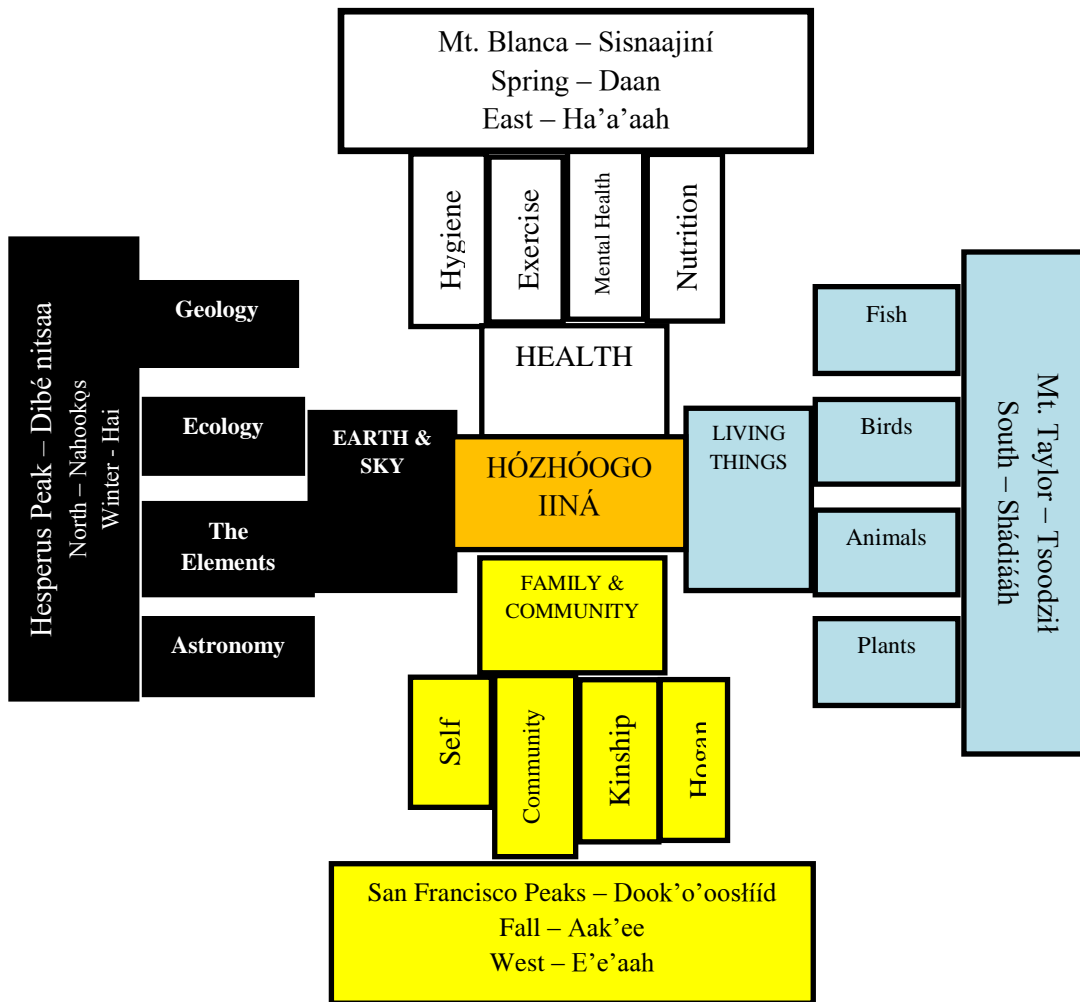 Mt. Blanca – Sisnaajiní
Spring – Daan
East – Ha’a’aah
Hygiene
Exercise
Mental Health
Nutrition
HEALTH
Hesperus Peak – Dibé nitsaa
North – Nahookǫs
Winter - Hai
Geology
Ecology
The
Elements
Astronomy
EARTH &
SKY
HÓZHÓOGO
IINÁ
LIVING
THINGS
Fish
Birds
Animals
Plants
Mt. Taylor – Tsoodził
South – Shádiááh
FAMILY &
COMMUNITY
Self
Community
Kinship
Hogan
San Francisco Peaks – Dook’o’oosłííd
Fall – Aak’ee
West – E’e’aah